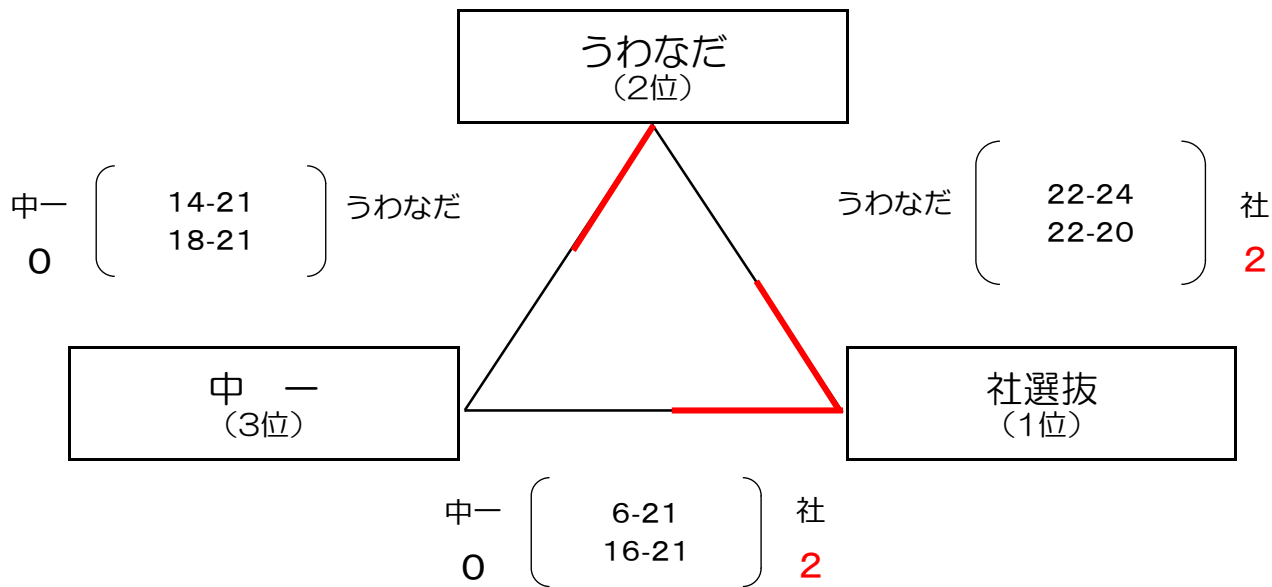 うわなだ
（2位）
中一
0
14-21
18-21
うわなだ
うわなだ
22-24
22-20
社
2
中　一
（3位）
社選抜
（1位）
中一
0
6-21
16-21
社
2